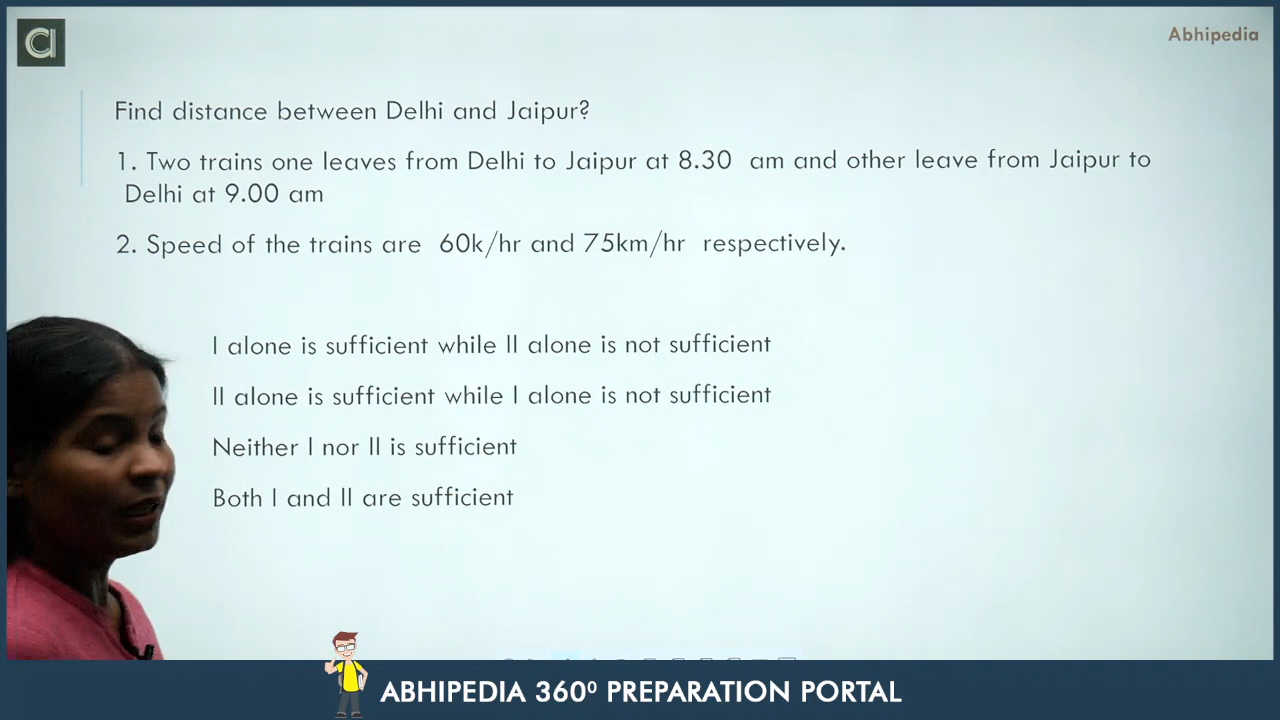 Abhipedia
Find distance between Delhi and Jaipur?
1. Two trains one leaves from Delhi to Jaipur at 8.30 am and other leave from Jaipur to
Delhi at 9.00 am
2. Speed of the trains are 60k/hr and 75km/hr respectively.
I alone is sufficient while II alone is not sufficient
II alone is sufficient while I alone is not sufficient
Neither I nor II is sufficient
Both I and II are sufficient
ABHIPEDIA 360⁰ PREPARATION PORTAL